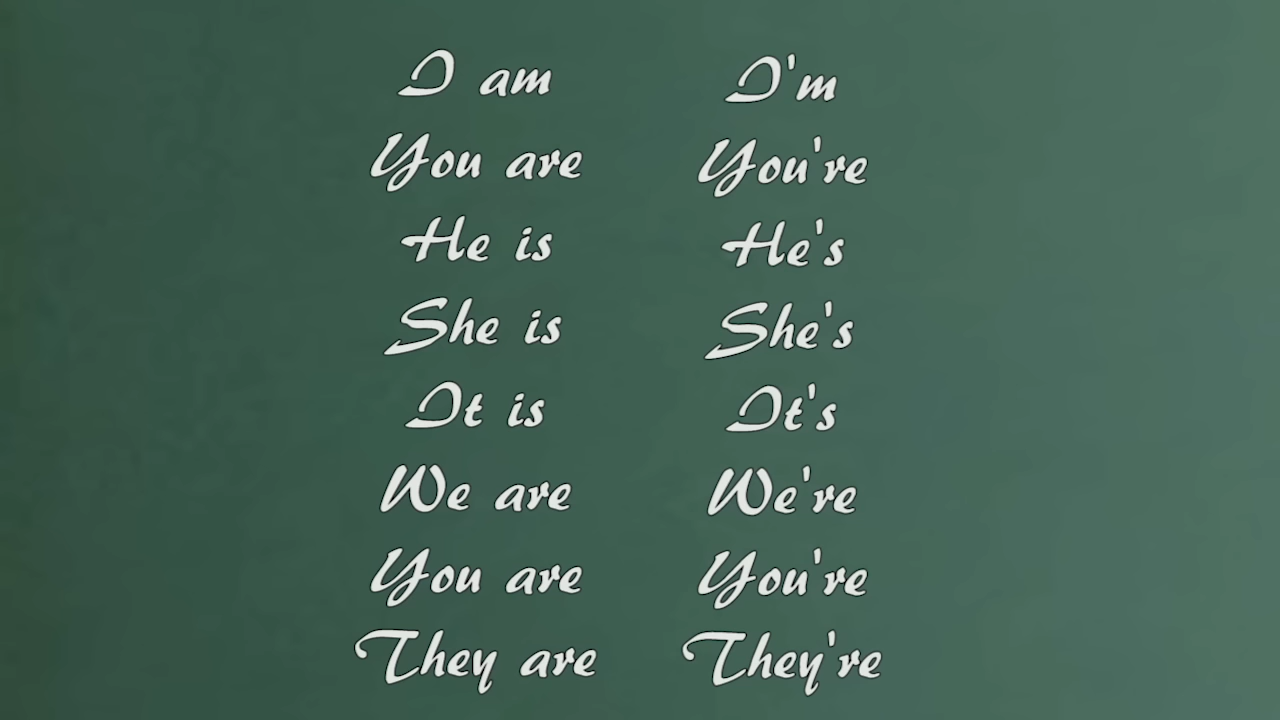 I am I'm
You are You're
He is He's
She is She's
It is It's
We are We're
You are You're
They are They're